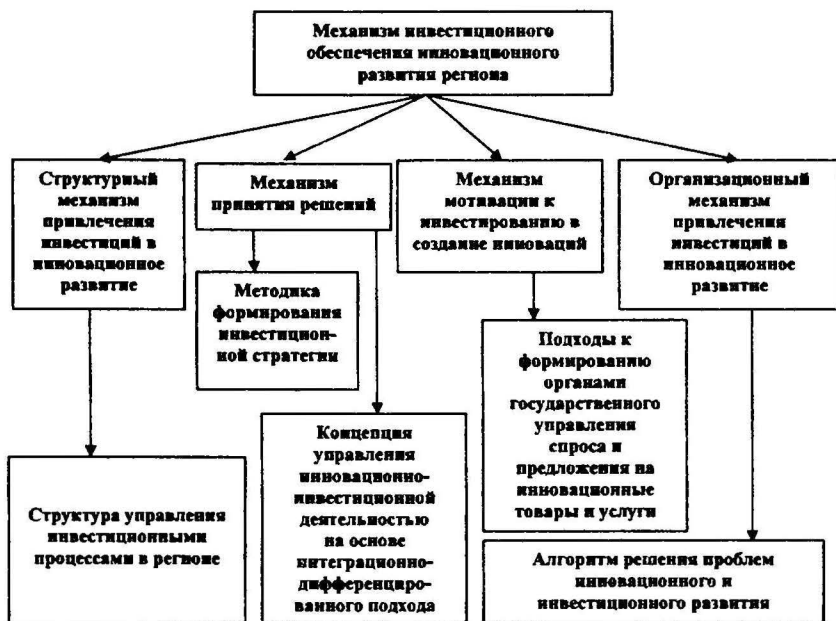 Механизм инвестиционного
обеспечения инновационного
развития региона
Структурный
механизм
привлечения
инвестиций в
инновационное
развитие
Механизм
принятия решений
Механизм
мотивации к
инвестированию в
создание инноваций
Организационный
механизм
привлечения
инвестиций в
инновационное
развитие
Методика
формирования
инвестицион-
ной стратегии
Подходы к
формированию
органами
государственного
управления
спроса и
предложения на
инновационные
товары и услуги
Концепция
управления
инновационно-
инвестиционной
деятельностью
на основе
интеграционно-
дифференциро-
ванного подхода
Структура управления
инвестиционными
процессами в регионе
Алгоритм решения проблем
инновационного и
инвестиционного развития